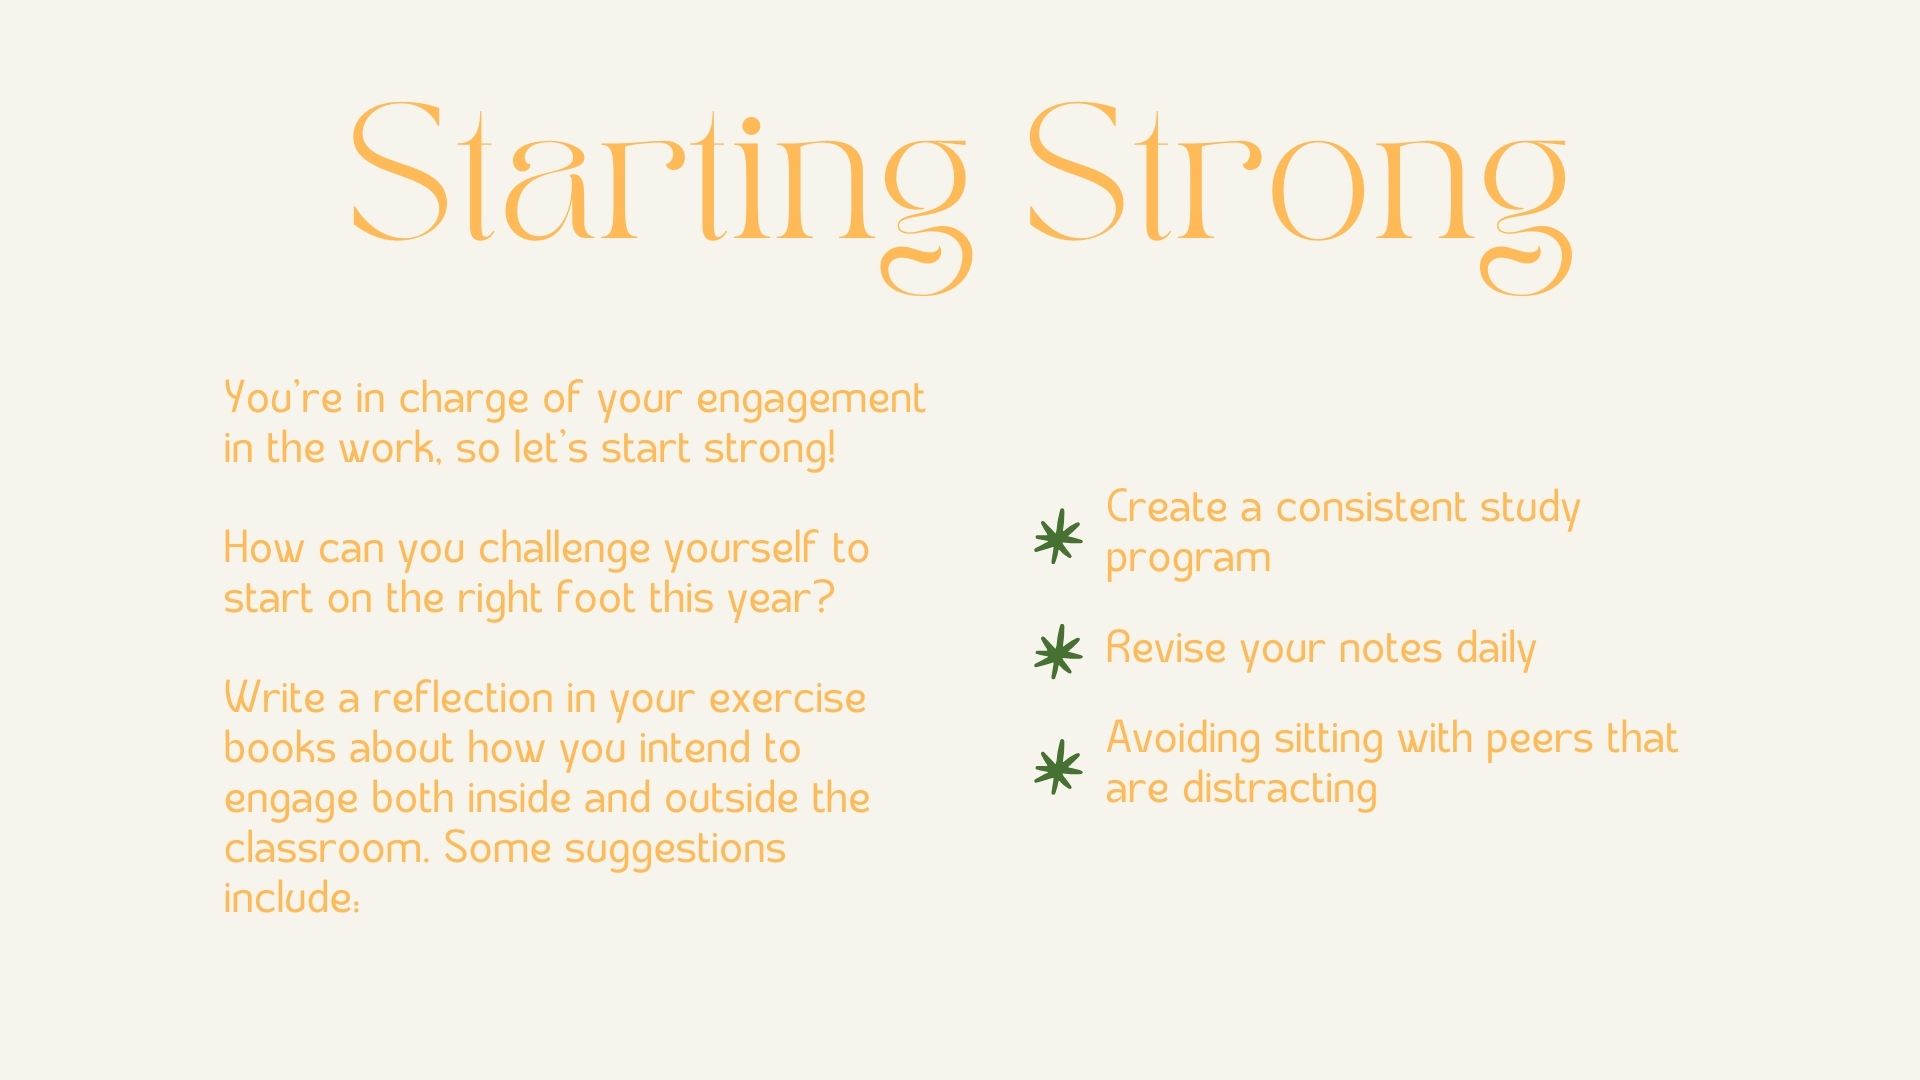 Starting Strong
You’re in charge of your engagement
in the work, so let’s start strong!
How can you challenge yourself to
start on the right foot this year?
Write a reflection in your exercise
books about how you intend to
engage both inside and outside the
classroom. Some suggestions
include:
Create a consistent study
program
Revise your notes daily
Avoiding sitting with peers that
are distracting